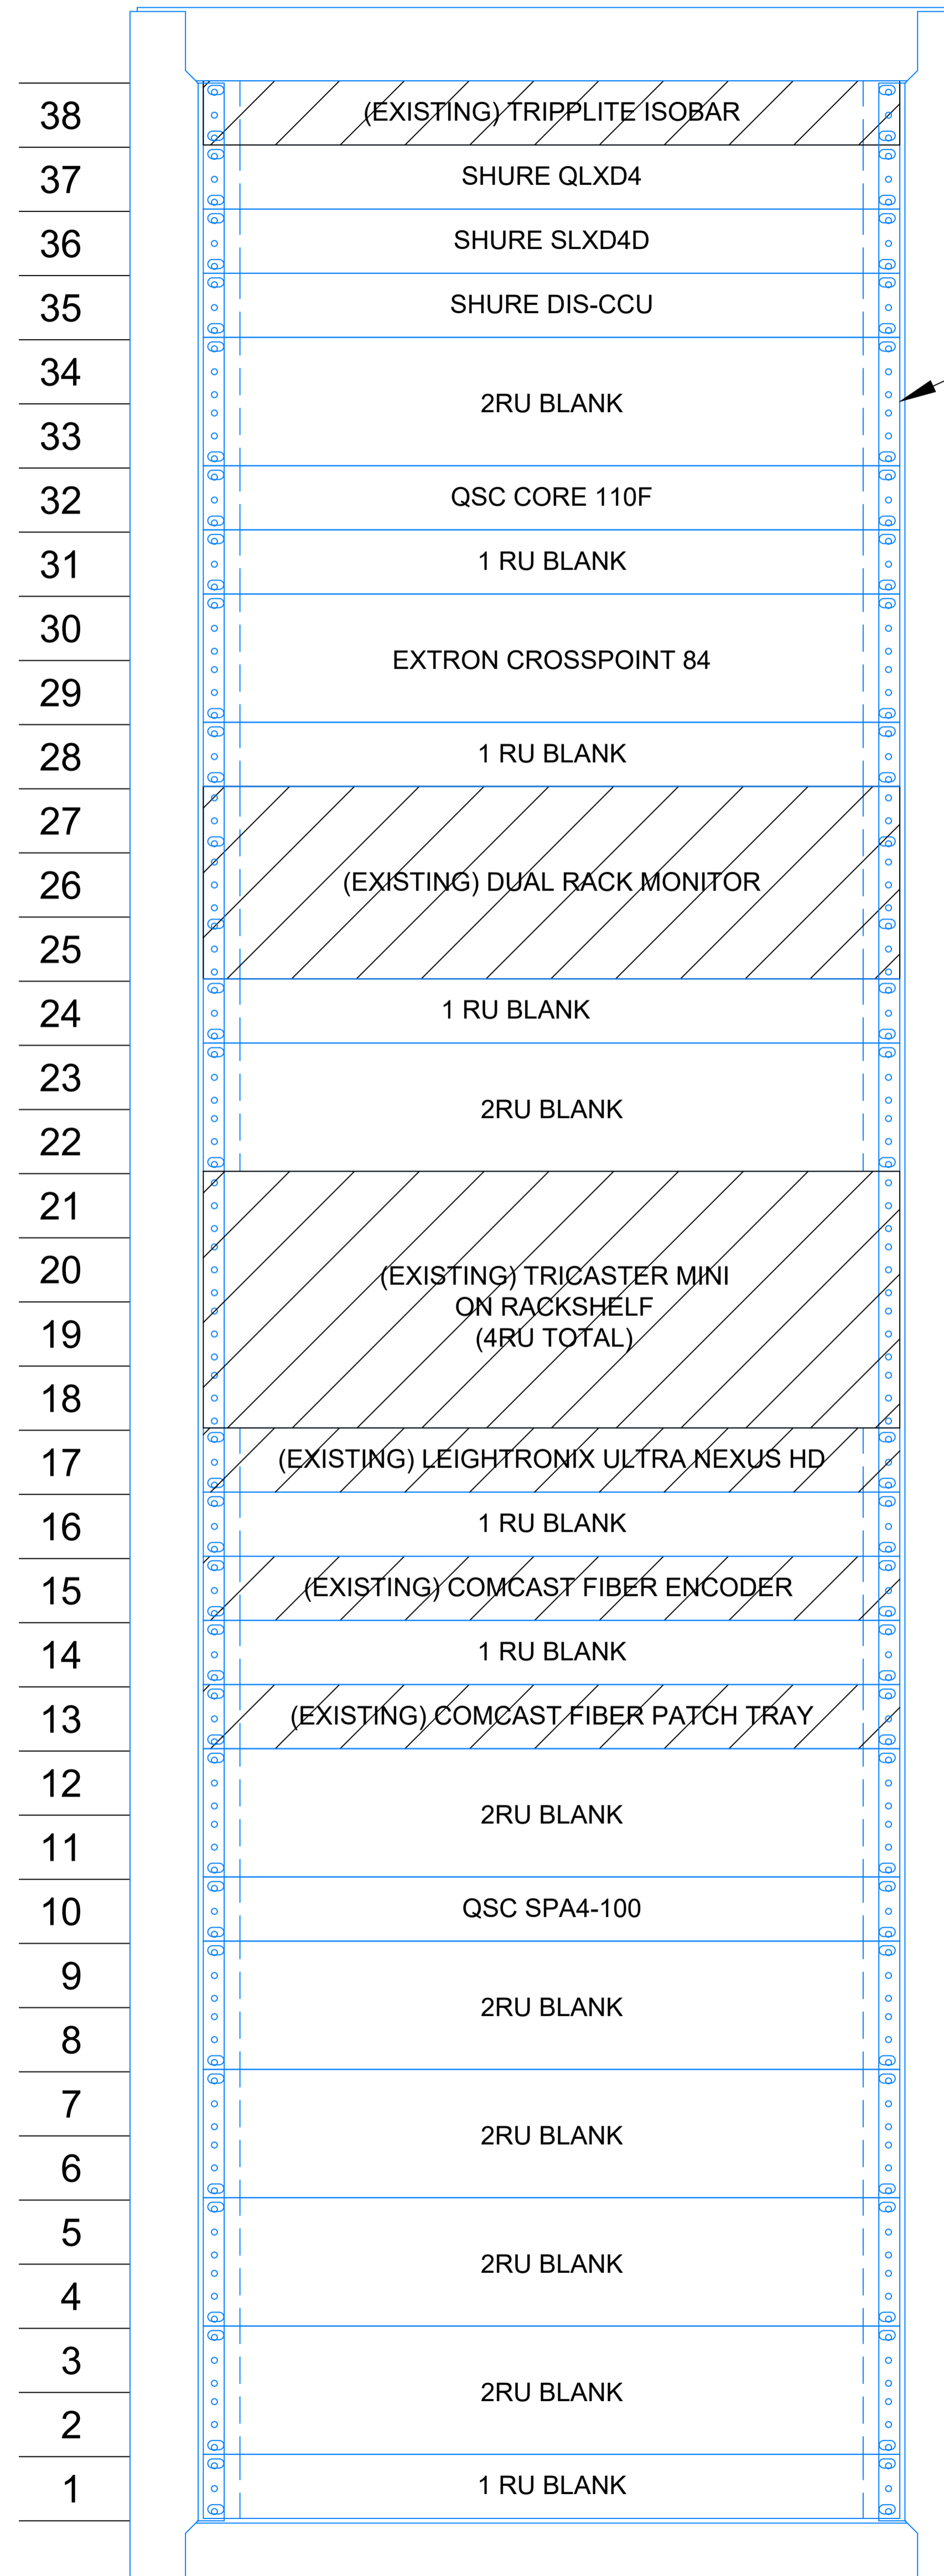 38
(EXISTING) TRIPPLITE ISOBAR
37
SHURE QLXD4
36
SHURE SLXD4D
35
SHURE DIS-CCU
34
2RU BLANK
33
32
QSC CORE 110F
31
1 RU BLANK
30
EXTRON CROSSPOINT 84
29
28
1 RU BLANK
27
26
(EXISTING) DUAL RACK MONITOR
25
24
1 RU BLANK
23
2RU BLANK
22
21
20
(EXISTING) TRICASTER MINI
ON RACKSHELF
19
(4RU TOTAL)
18
17
(EXISTING) LEIGHTRONIX ULTRA NEXUS HD
16
1 RU BLANK
15
(EXISTING) COMCAST FIBER ENCODER
14
1 RU BLANK
13
(EXISTING) COMCAST FIBER PATCH TRAY
12
2RU BLANK
11
10
QSC SPA4-100
9
2RU BLANK
8
7
2RU BLANK
6
5
2RU BLANK
4
3
2RU BLANK
2
1
1 RU BLANK